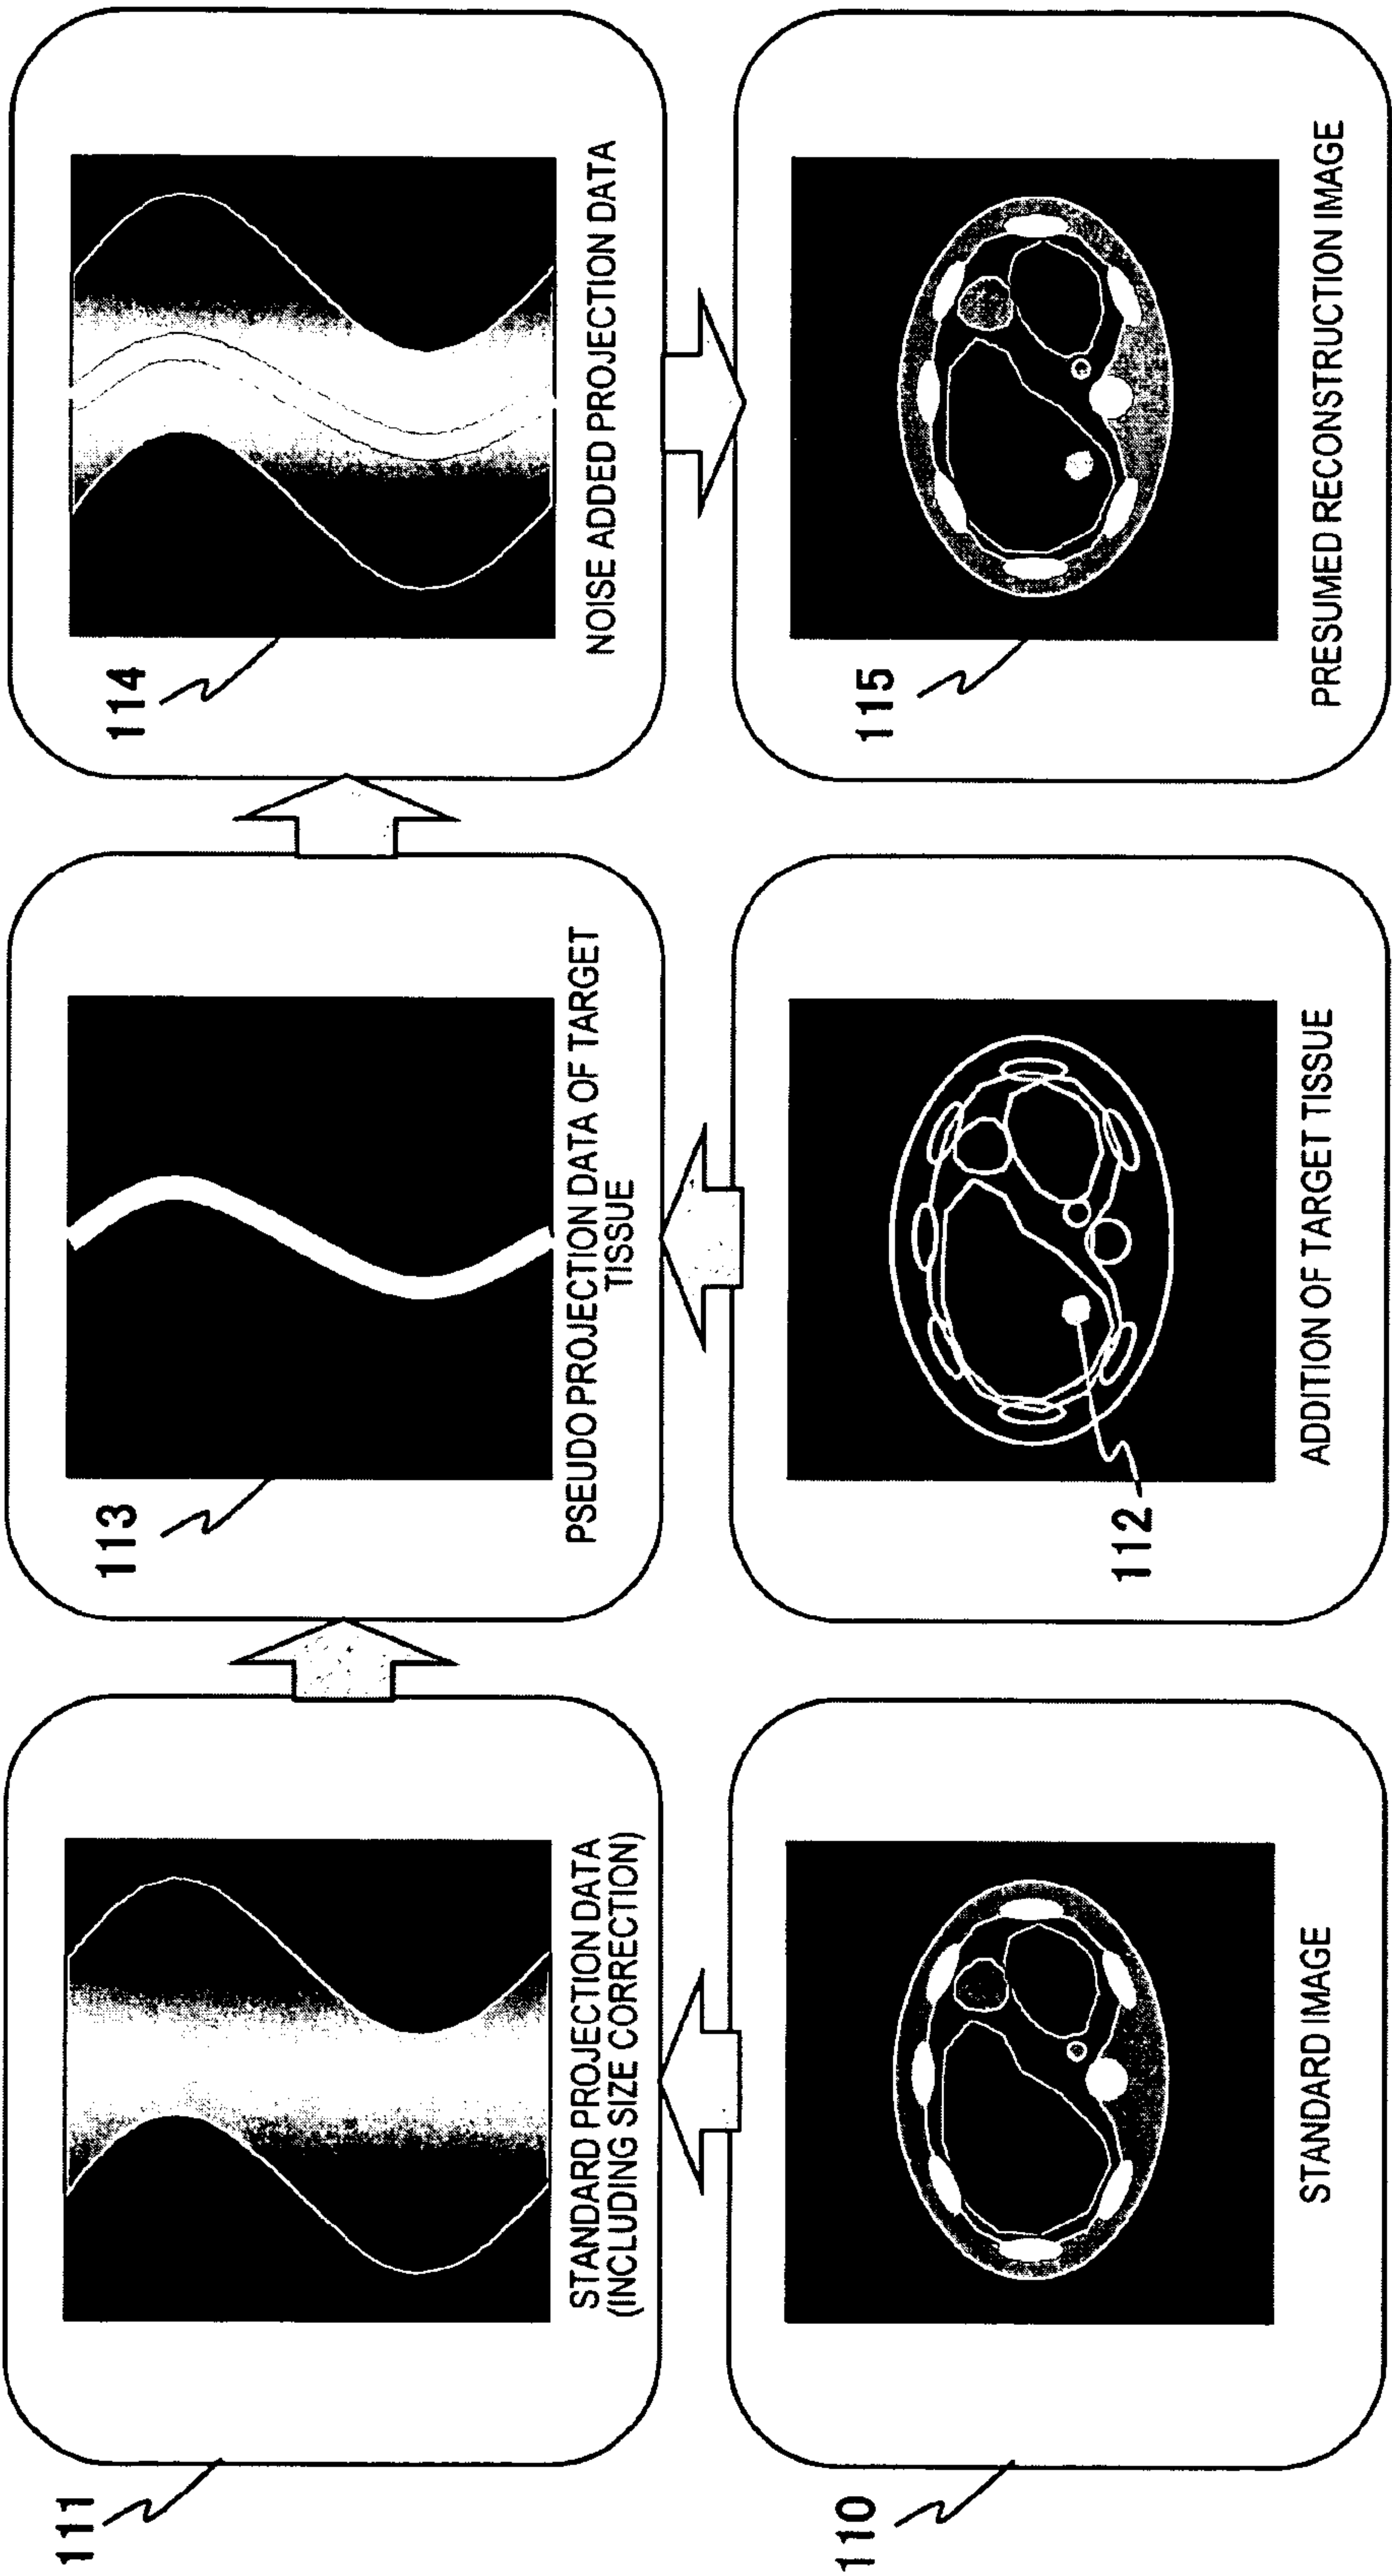 111
STANDARD PROJECTION DATA
(INCLUDING SIZE CORRECTION)
113
PSEUDO PROJECTION DATA OF TARGET
TISSUE
114
NOISE ADDED PROJECTION DATA
110
STANDARD IMAGE
112
ADDITION OF TARGET TISSUE
115
PRESUMED RECONSTRUCTION IMAGE